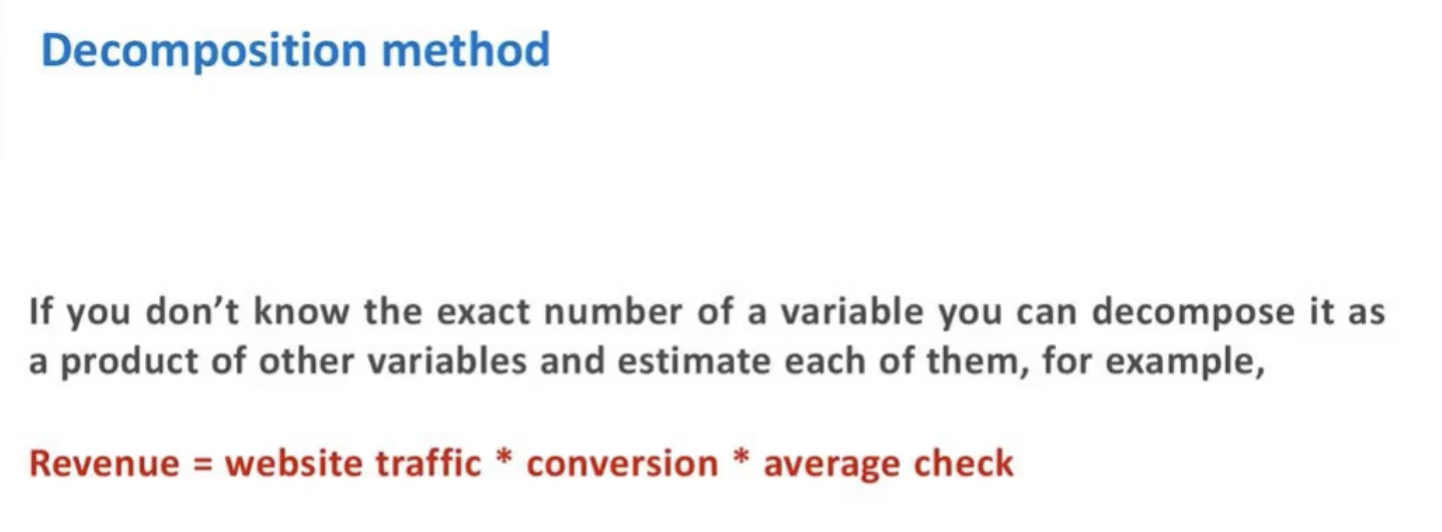 Decomposition method
If you don’t know the exact number of a variable you can decompose it as
a product of other variables and estimate each of them, for example,
Revenue = website traffic * conversion * average check